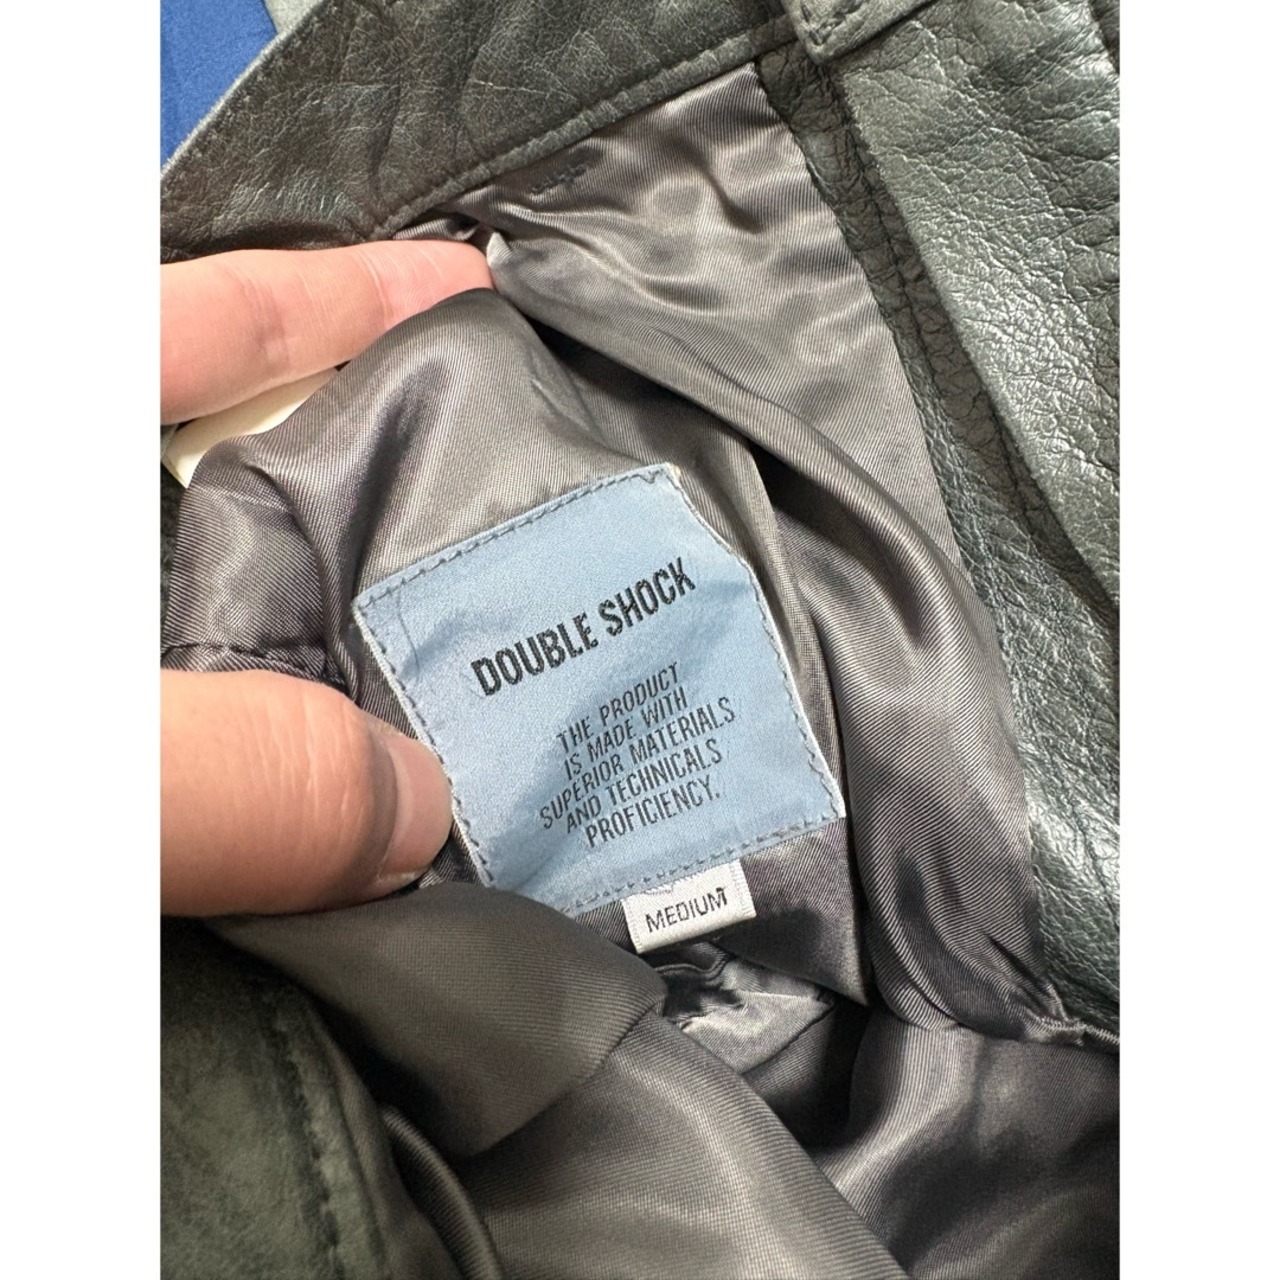 DOUBLE SHOCK
THE PRODUCT
IS MADE WITH
SUPERIOR MATERIALS
AND TECHNICALS
PROFICIENCY.
MEDIUM